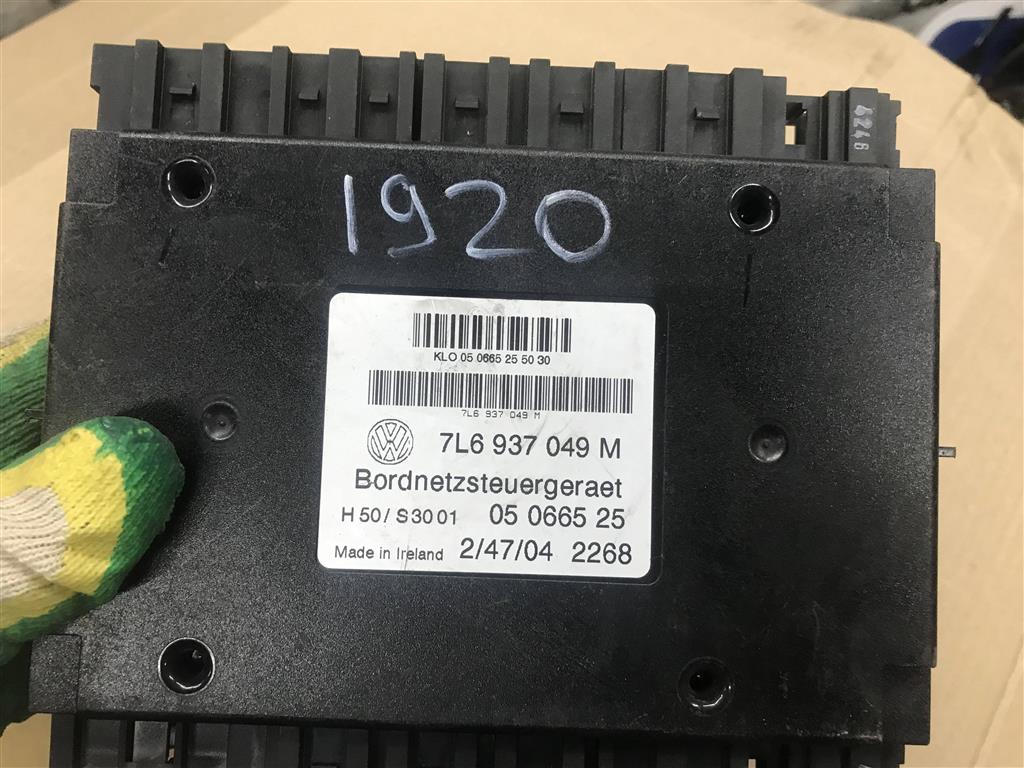 4246
1920
KLO 05 0665 25 50 30
7L6 937 049 M
7L6 937 049 M
Bordnetzsteuergeraet
H 50 / S30 01 05 0665 25
Made in Ireland 2/47/04 2268